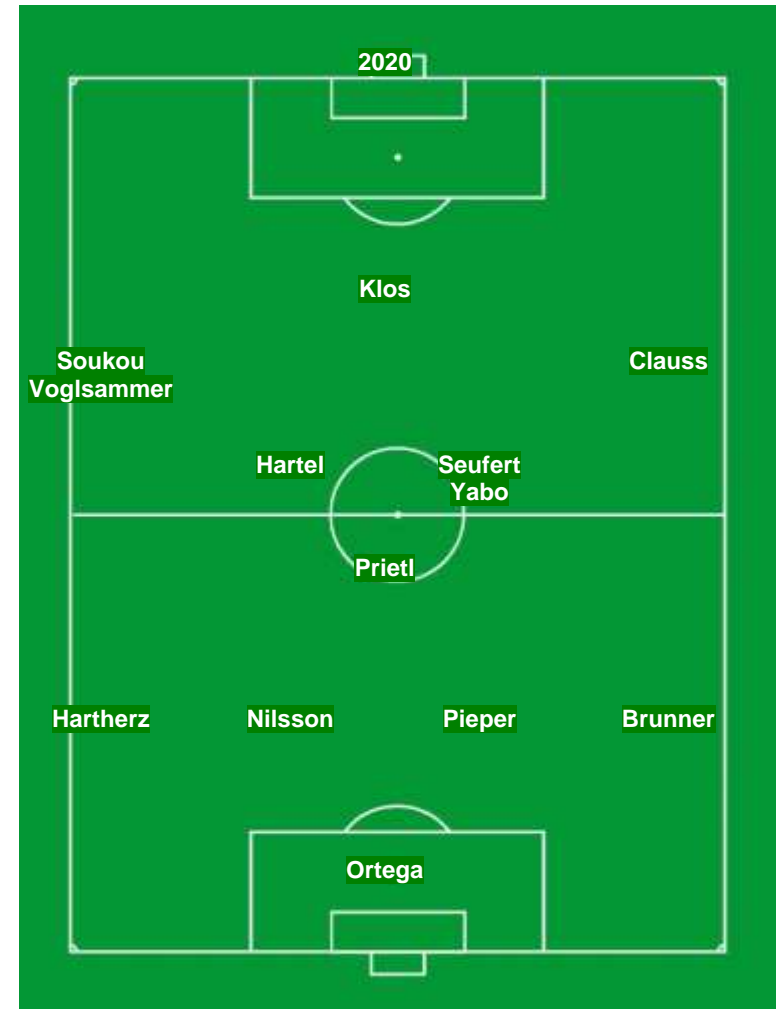 2020
Klos
Soukou
Voglsammer
Clauss
Hartel
Seufert
Yabo
Prietl
Hartherz
Nilsson
Pieper
Brunner
Ortega